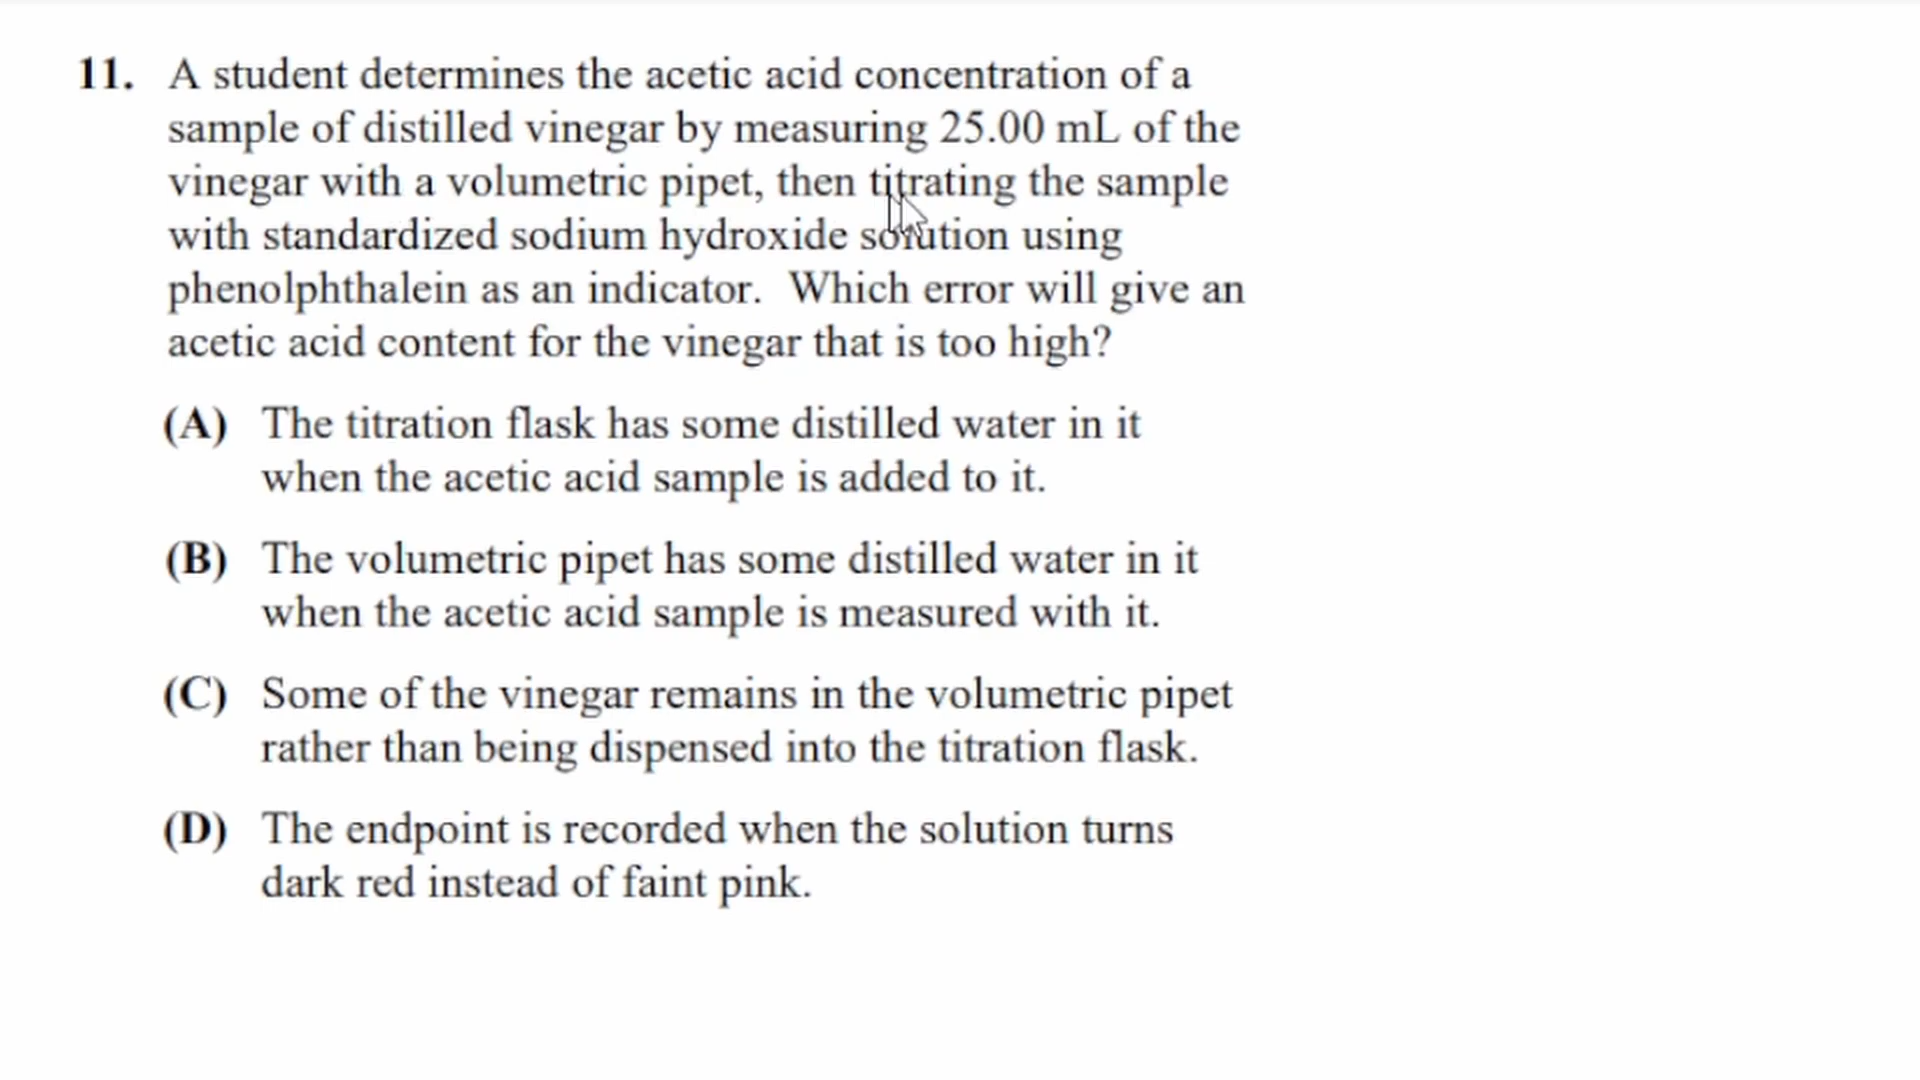 11. A student determines the acetic acid concentration of a
sample of distilled vinegar by measuring 25.00 mL of the
vinegar with a volumetric pipet, then titrating the sample
with standardized sodium hydroxide solution using
phenolphthalein as an indicator. Which error will give an
acetic acid content for the vinegar that is too high?
(A) The titration flask has some distilled water in it
when the acetic acid sample is added to it.
(B) The volumetric pipet has some distilled water in it
when the acetic acid sample is measured with it.
(C) Some of the vinegar remains in the volumetric pipet
rather than being dispensed into the titration flask.
(D) The endpoint is recorded when the solution turns
dark red instead of faint pink.